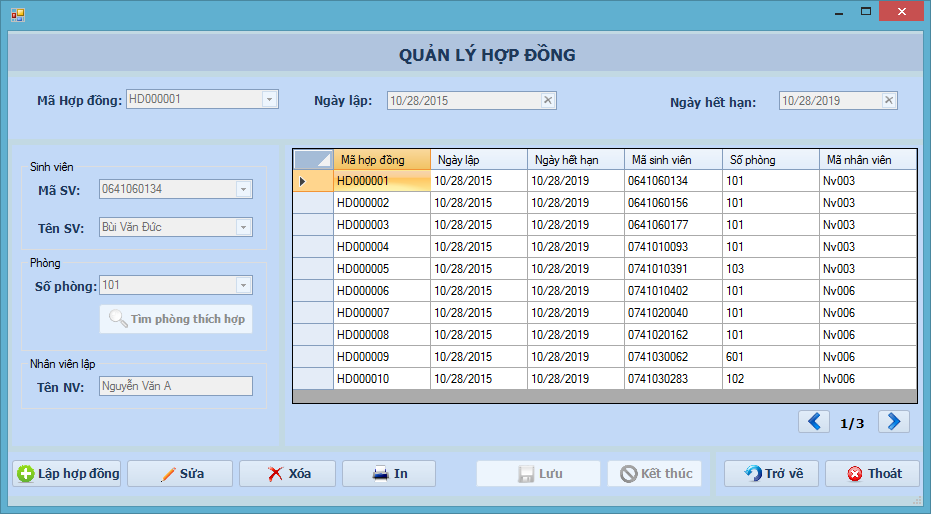 QUẢN LÝ HỢP ĐỒNG
Mã Hợp đồng: HD000001 Ngày lập: 10/28/2015 Ngày hết hạn: 10/28/2019
Sinh viên
Mã SV: 0641060134
Tên SV: Bùi Văn Đức
Phòng
Số phòng: 101
Tìm phòng thích hợp
Nhân viên lập
Tên NV: Nguyễn Văn A
Mã hợp đồng Ngày lập Ngày hết hạn Mã sinh viên Số phòng Mã nhân viên
HD000001 10/28/2015 10/28/2019 0641060134 101 Nv003
HD000002 10/28/2015 10/28/2019 0641060156 101 Nv003
HD000003 10/28/2015 10/28/2019 0641060177 101 Nv003
HD000004 10/28/2015 10/28/2019 0741010093 101 Nv003
HD000005 10/28/2015 10/28/2019 0741010391 103 Nv003
HD000006 10/28/2015 10/28/2019 0741010402 101 Nv006
HD000007 10/28/2015 10/28/2019 0741020040 101 Nv006
HD000008 10/28/2015 10/28/2019 0741020162 101 Nv006
HD000009 10/28/2015 10/28/2019 0741030062 601 Nv006
HD000010 10/28/2015 10/28/2019 0741030283 102 Nv006
1/3
Lập hợp đồng Sửa Xóa In Lưu Kết thúc Trở về Thoát